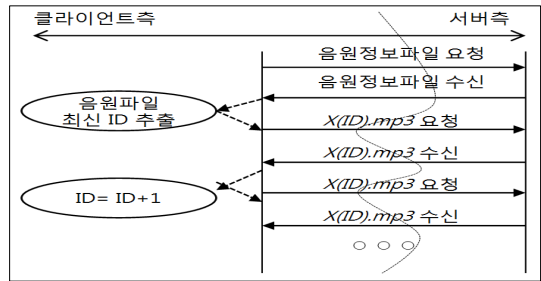 클라이언트측 서버측
음원정보파일 요청
음원정보파일 수신
음원파일
최신 ID 추출
X(ID).mp3 요청
X(ID).mp3 수신
ID= ID+1
X(ID).mp3 요청
X(ID).mp3 수신